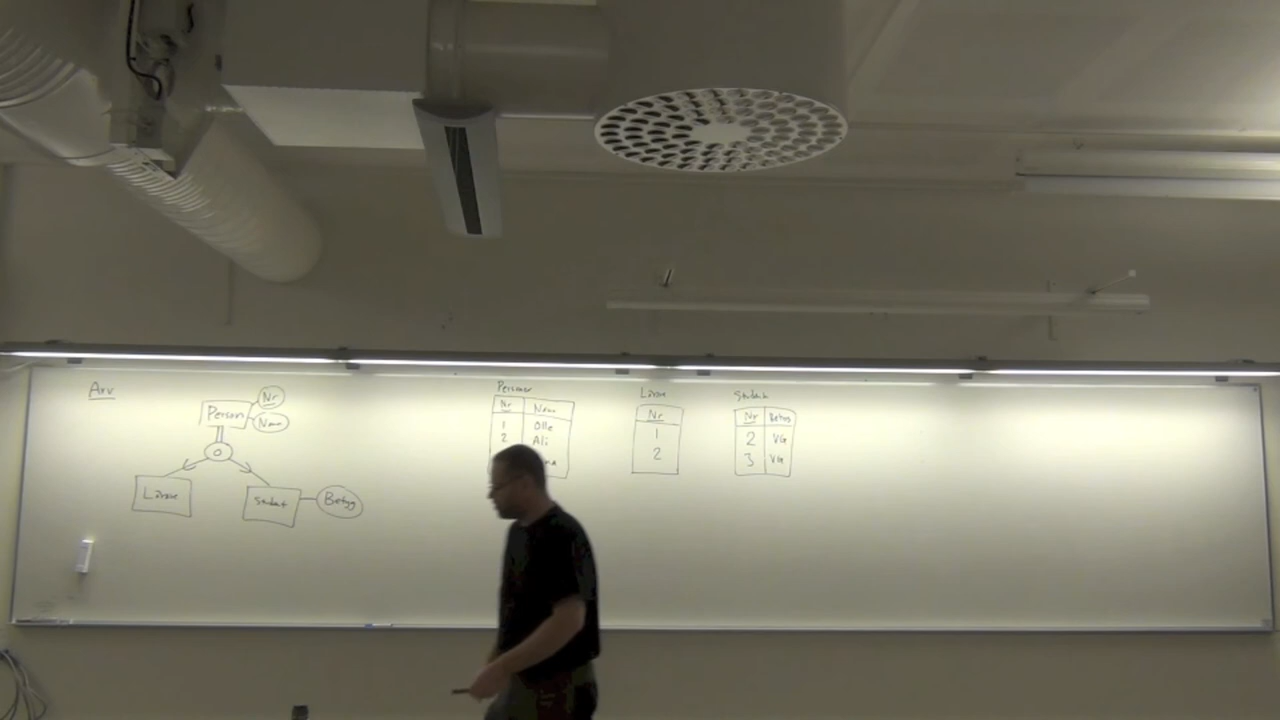 Arv
Person
Nr
Namn
O
Lärare
Student
Betyg
Personer
Nr Namn
1 Olle
2 Ali
Lärare
Nr
1
2
Student
Nr Betyg
2 VG
3 VG